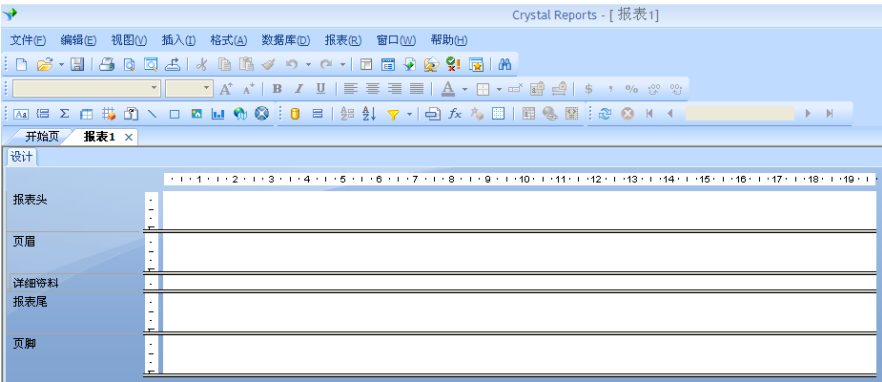 Crystal Reports - [ 报表1]
文件(F) 编辑(E) 视图(V) 插入(I) 格式(A) 数据库(D) 报表(R) 窗口(W) 帮助(H)
A A B I U A $ , %
Aa Σ fx
开始页 报表1 ×
设计
1 2 3 4 5 6 7 8 9 10 11 12 13 14 15 16 17 18 19
报表头
页眉
详细资料
报表尾
页脚